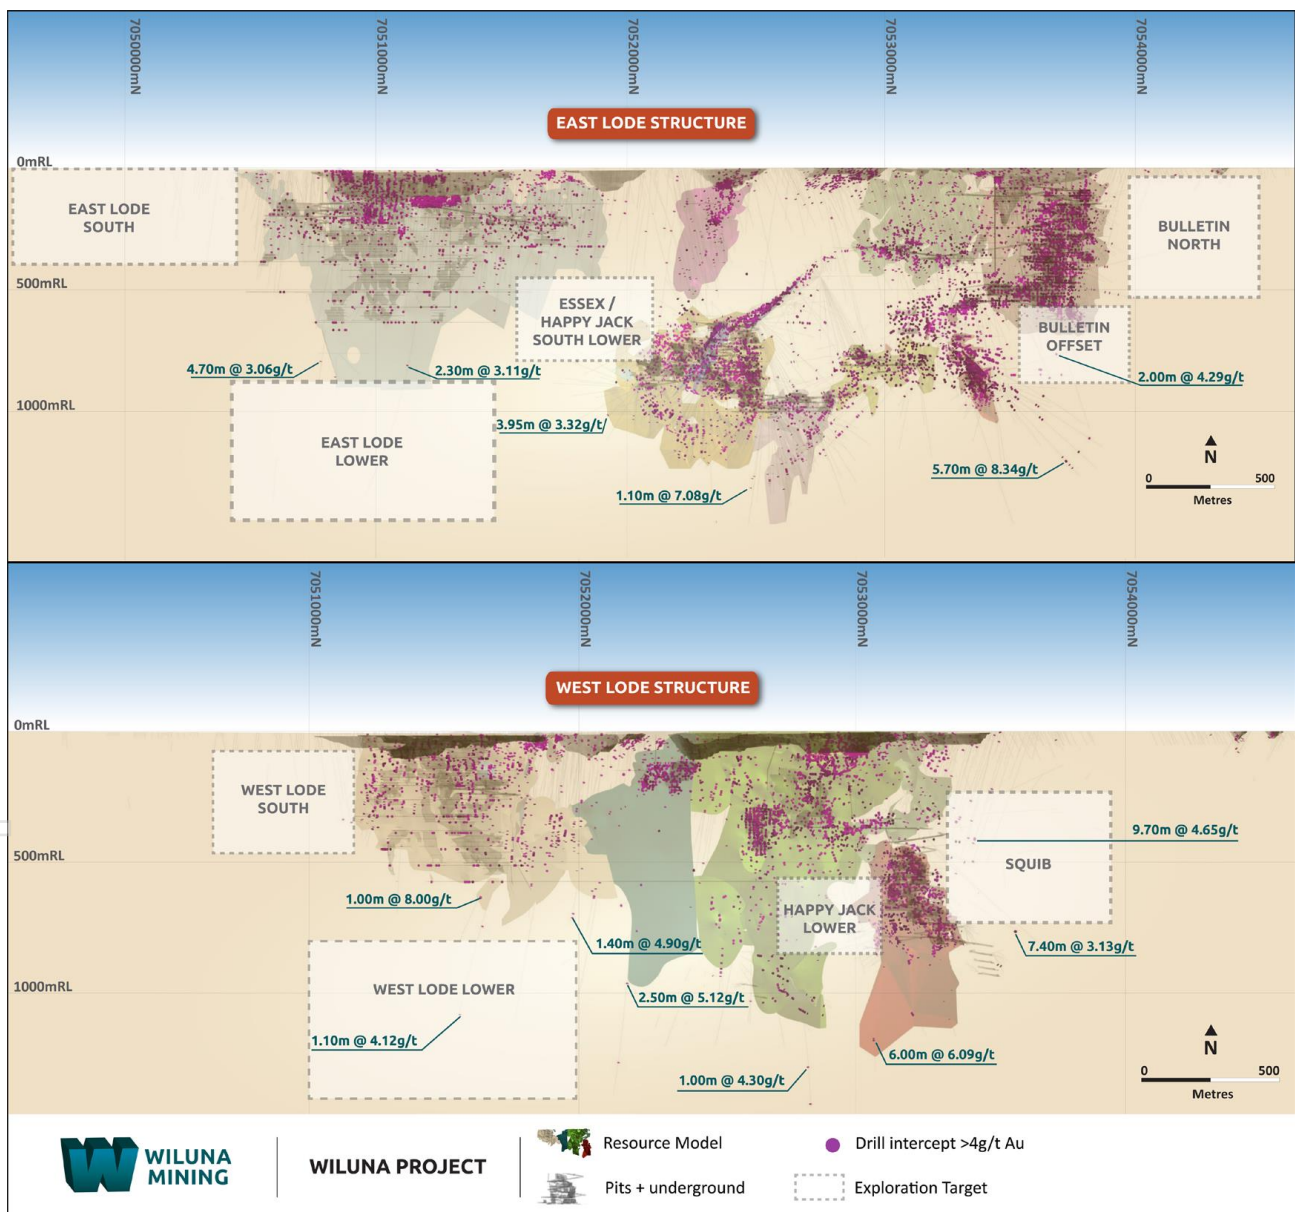 7050000mN
7051000mN
7052000mN
7053000mN
7054000mN
EAST LODE STRUCTURE
0mRL
EAST LODE
SOUTH
BULLETIN
NORTH
500mRL
ESSEX /
HAPPY JACK
SOUTH LOWER
BULLETIN
OFFSET
4.70m @ 3.06g/t
2.30m @ 3.11g/t
2.00m @ 4.29g/t
1000mRL
3.95m @ 3.32g/t
EAST LODE
LOWER
5.70m @ 8.34g/t
1.10m @ 7.08g/t
N
0 500
Metres
7051000mN
7052000mN
7053000mN
7054000mN
WEST LODE STRUCTURE
0mRL
WEST LODE
SOUTH
9.70m @ 4.65g/t
500mRL
SQUIB
1.00m @ 8.00g/t
HAPPY JACK
LOWER
1.40m @ 4.90g/t
7.40m @ 3.13g/t
1000mRL
WEST LODE LOWER
2.50m @ 5.12g/t
1.10m @ 4.12g/t
6.00m @ 6.09g/t
1.00m @ 4.30g/t
N
0 500
Metres
WILUNA
MINING
WILUNA PROJECT
Resource Model
Drill intercept >4g/t Au
Pits + underground
Exploration Target